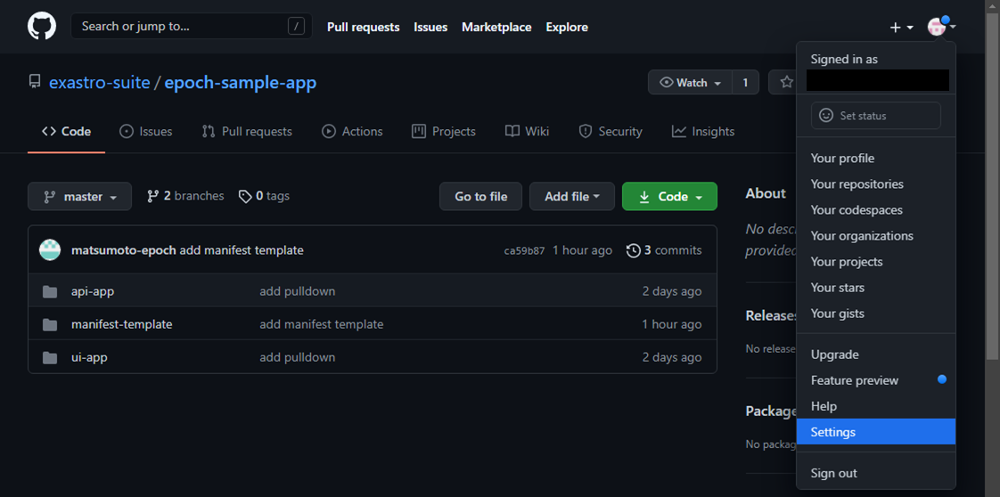 Search or jump to... /
Pull requests Issues Marketplace Explore
exastro-suite / epoch-sample-app
Watch 1
Code Issues Pull requests Actions Projects Wiki Security Insights
master 2 branches 0 tags Go to file Add file Code
matsumoto-epoch add manifest template ca59b87 1 hour ago 3 commits
api-app add pulldown 2 days ago
manifest-template add manifest template 1 hour ago
ui-app add pulldown 2 days ago
About
No
provided
Releases
No
No
Signed in as
Set status
Your profile
Your repositories
Your codespaces
Your organizations
Your projects
Your stars
Your gists
Upgrade
Feature preview
Help
Settings
Sign out